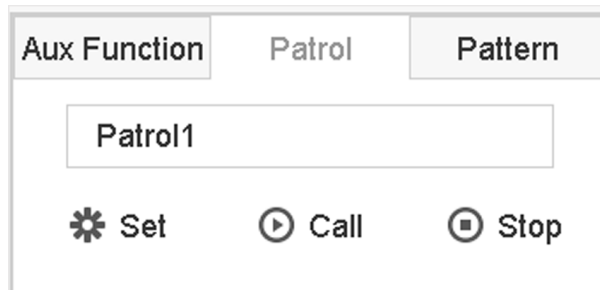 Aux Function Patrol Pattern
Patrol1
Set Call Stop